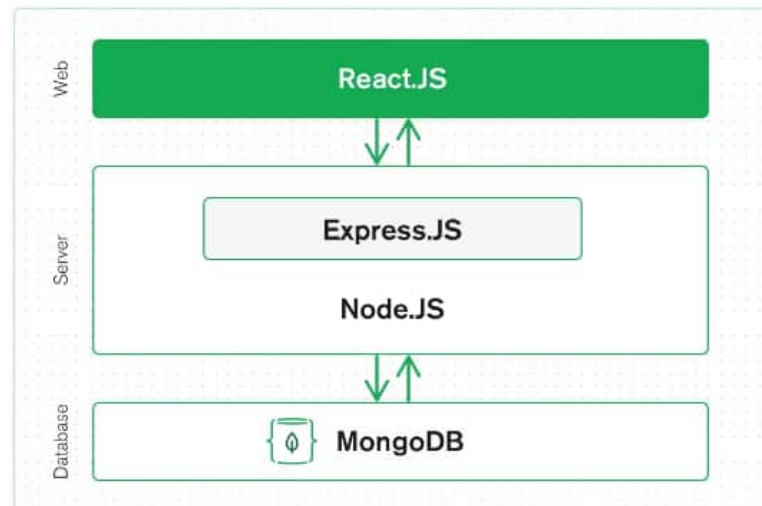 Web
React.JS
Server
Express.JS
Node.JS
Database
MongoDB